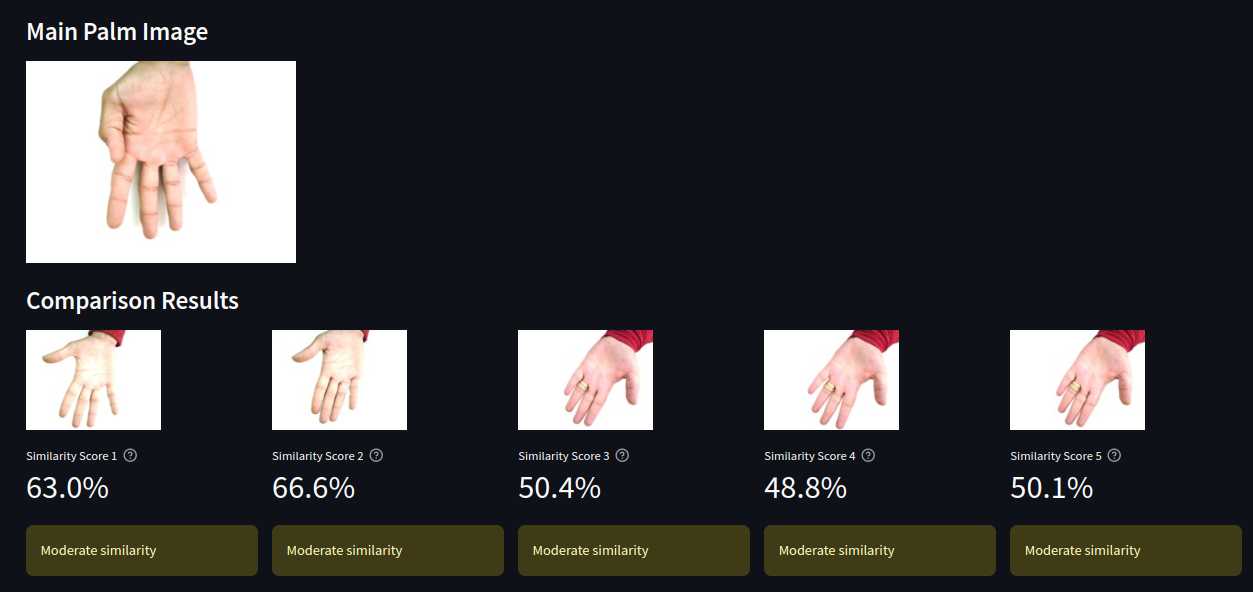 Main Palm Image
Comparison Results
Similarity Score 1 ?
Similarity Score 2 ?
Similarity Score 3 ?
Similarity Score 4 ?
Similarity Score 5 ?
63.0%
66.6%
50.4%
48.8%
50.1%
Moderate similarity
Moderate similarity
Moderate similarity
Moderate similarity
Moderate similarity